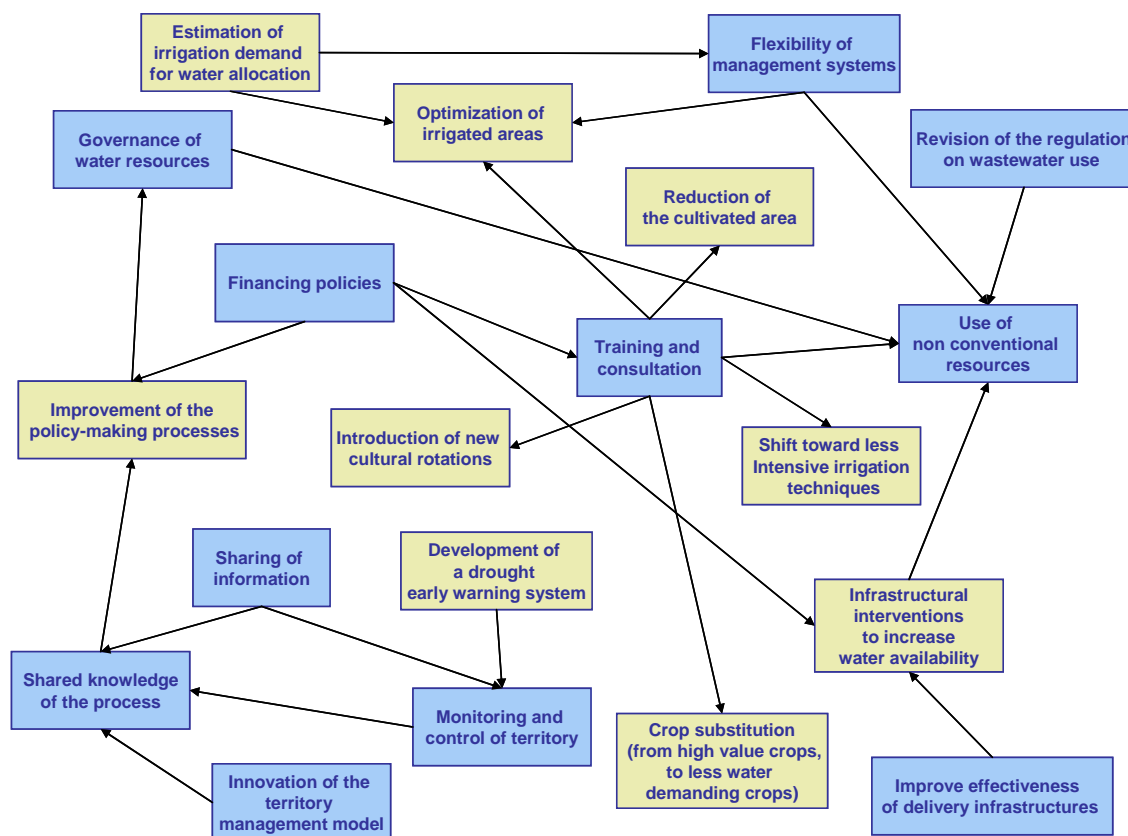 Estimation of
irrigation demand
for water allocation
Flexibility of
management systems
Optimization of
irrigated areas
Governance of
water resources
Revision of the regulation
on wastewater use
Reduction of
the cultivated area
Financing policies
Training and
consultation
Use of
non conventional
resources
Improvement of the
policy-making processes
Introduction of new
cultural rotations
Shift toward less
Intensive irrigation
techniques
Sharing of
information
Development of
a drought
early warning system
Infrastructural
interventions
to increase
water availability
Shared knowledge
of the process
Monitoring and
control of territory
Crop substitution
(from high value crops,
to less water
demanding crops)
Innovation of the
territory
management model
Improve effectiveness
of delivery infrastructures